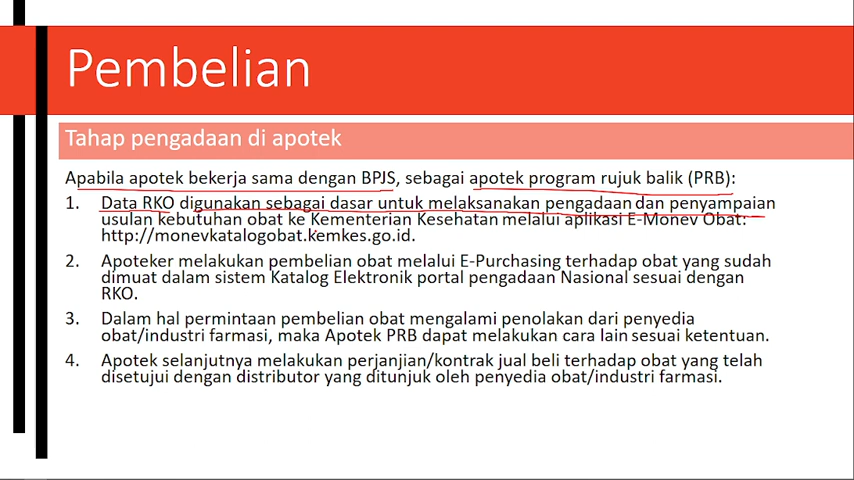 Pembelian
Tahap pengadaan di apotek
Apabila apotek bekerja sama dengan BPJS, sebagai apotek program rujuk balik (PRB):
1. Data RKO digunakan sebagai dasar untuk melaksanakan pengadaan dan penyampaian
usulan kebutuhan obat ke Kementerian Kesehatan melalui aplikasi E-Monev Obat:
http://monevkatalogobat.kemkes.go.id.
2. Apoteker melakukan pembelian obat melalui E-Purchasing terhadap obat yang sudah
dimuat dalam sistem Katalog Elektronik portal pengadaan Nasional sesuai dengan
RKO.
3. Dalam hal permintaan pembelian obat mengalami penolakan dari penyedia
obat/industri farmasi, maka Apotek PRB dapat melakukan cara lain sesuai ketentuan.
4. Apotek selanjutnya melakukan perjanjian/kontrak jual beli terhadap obat yang telah
disetujui dengan distributor yang ditunjuk oleh penyedia obat/industri farmasi.